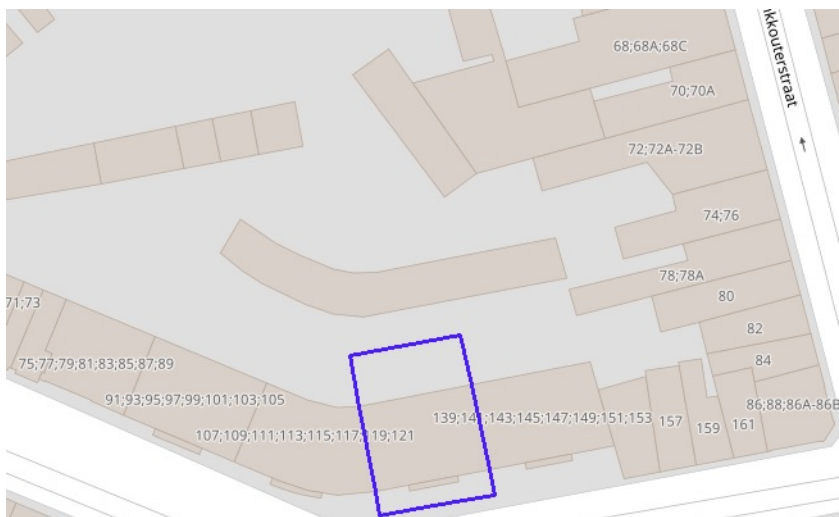 kkouterstraat
68;68A;68C
70;70A
72;72A-72B
74;76
78;78A
80
82
84
86;88;86A-86B
71;73
75;77;79;81;83;85;87;89
91;93;95;97;99;101;103;105
107;109;111;113;115;117;119;121
139;141;143;145;147;149;151;153
157
159
161